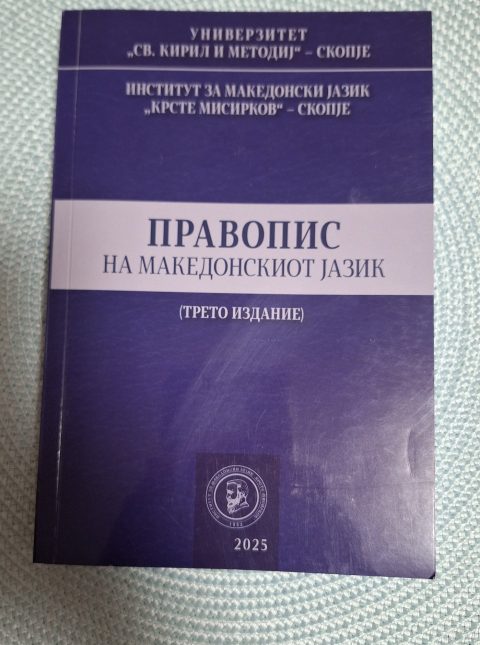 УНИВЕРЗИТЕТ
„СВ. КИРИЛ И МЕТОДИЈ“ – СКОПЈЕ
ИНСТИТУТ ЗА МАКЕДОНСКИ ЈАЗИК
„КРСТЕ МИСИРКОВ“ – СКОПЈЕ
ПРАВОПИС
НА МАКЕДОНСКИОТ ЈАЗИК
(ТРЕТО ИЗДАНИЕ)
1953
2025